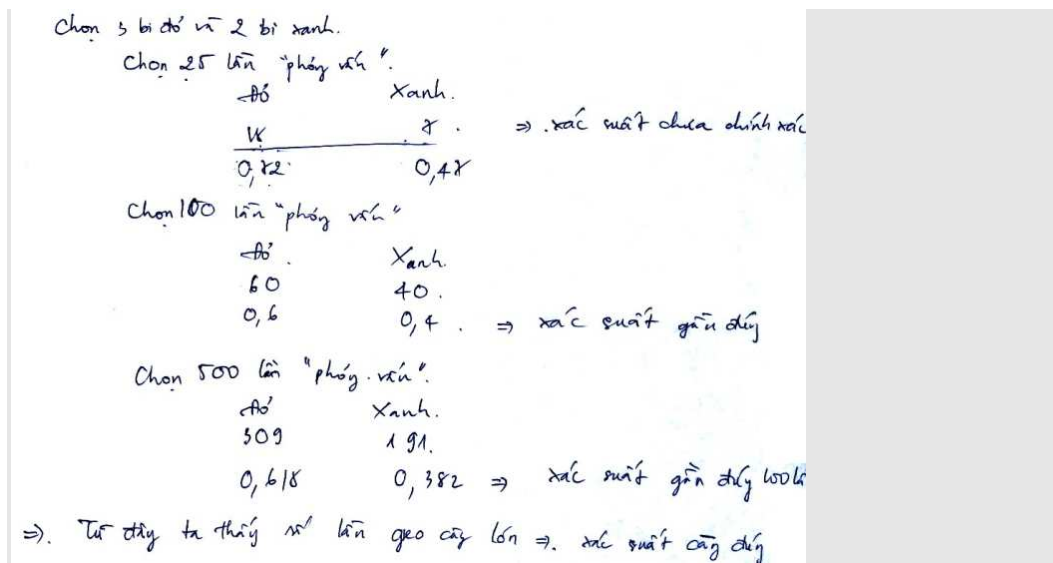 Chọn 3 bi đỏ và 2 bi xanh.
Chọn 25 lần "phỏng vấn".
Đỏ Xanh.
⇒ xác suất chưa chính xác
0,48
Chọn 100 lần "phỏng vấn"
Đỏ. Xanh.
60 40.
0,6 0,4. ⇒ xác suất gần đúng
Chọn 500 lần "phỏng vấn".
Đỏ Xanh.
309 191.
0,618 0,382 ⇒ xác suất gần đúng
⇒. Từ đây ta thấy số lần gieo càng lớn ⇒. xác suất càng đúng